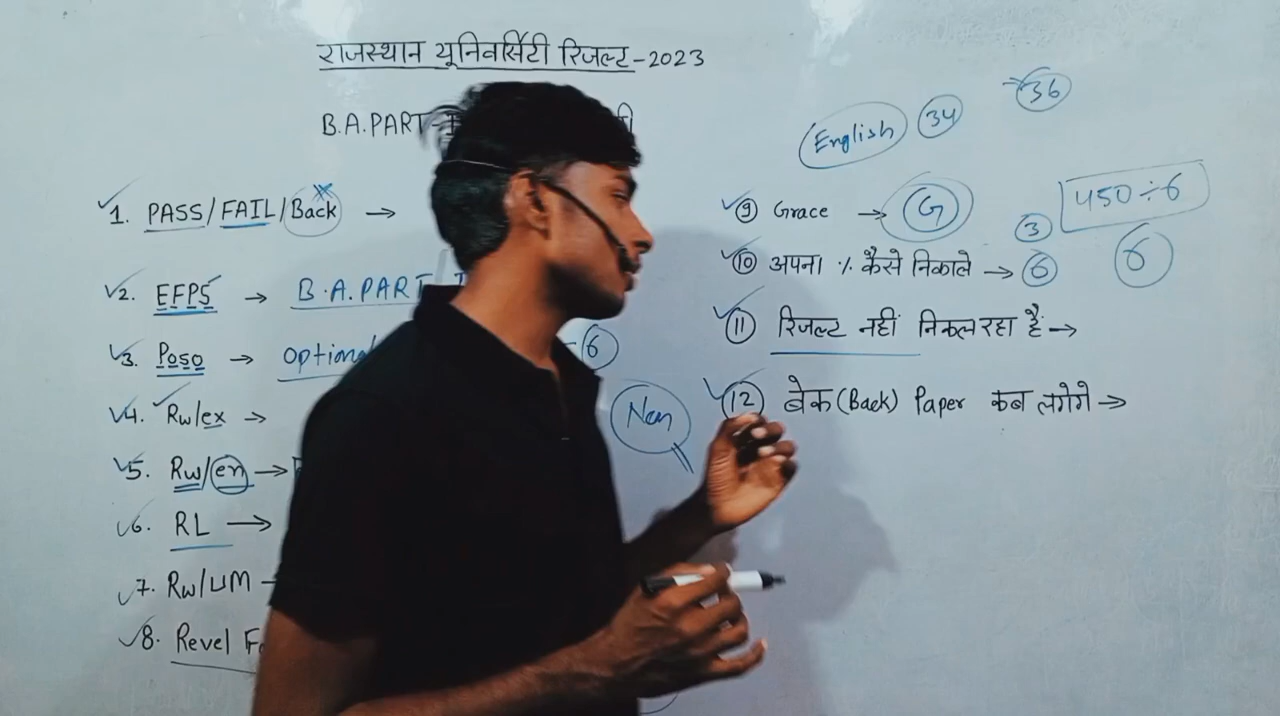 राजस्थान यूनिवर्सिटी रिजल्ट-2023
B.A.PART-I
1. PASS/FAIL/Back →
2. EFPS → B.A.PART I
3. Poso → Optional 6
4. Rw/ex →
5. Rw/en →
6. RL →
7. Rw/UM
8. Revel F
Nen
English 34
36
9 Grace → G
450÷6
3
10 अपना % कैसे निकाले → 6
6
11 रिजल्ट नहीं निकल रहा है →
12 बेक (Back) Paper कब लगेगे →